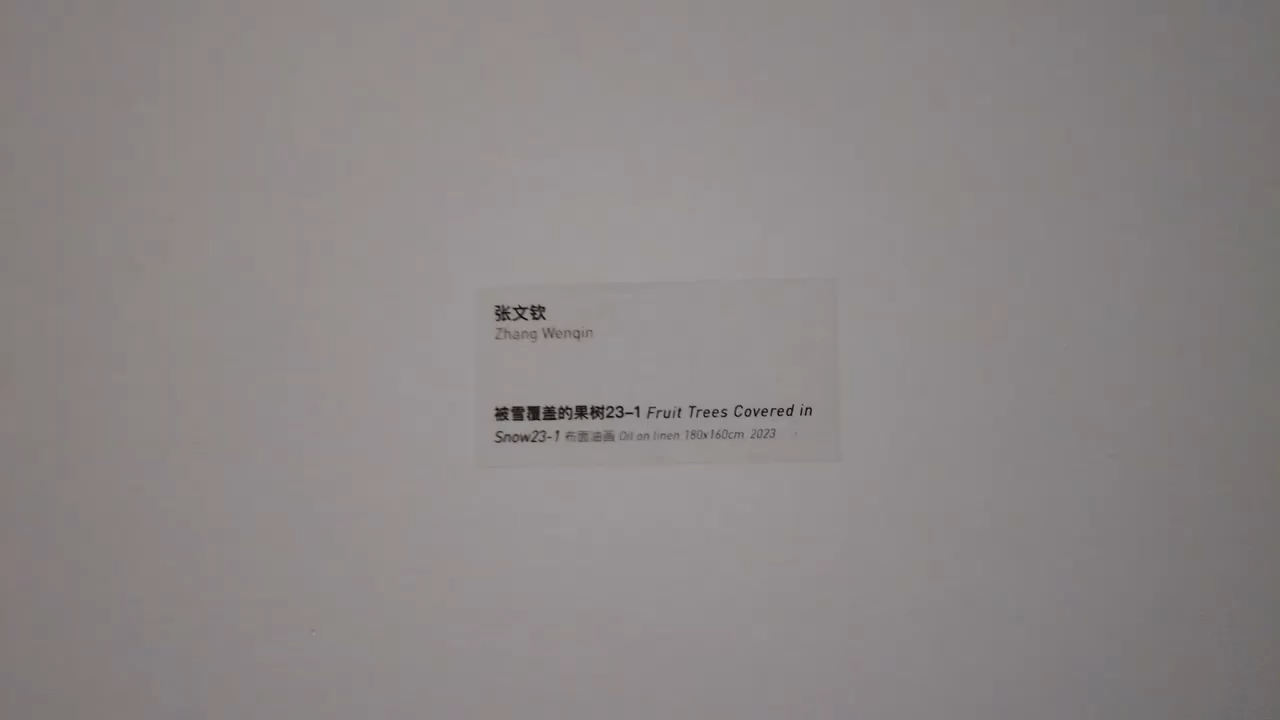 张文钦
Zhang Wenqin
被雪覆盖的果树23-1 Fruit Trees Covered in
Snow23-1 布面油画 Oil on linen 180x160cm 2023